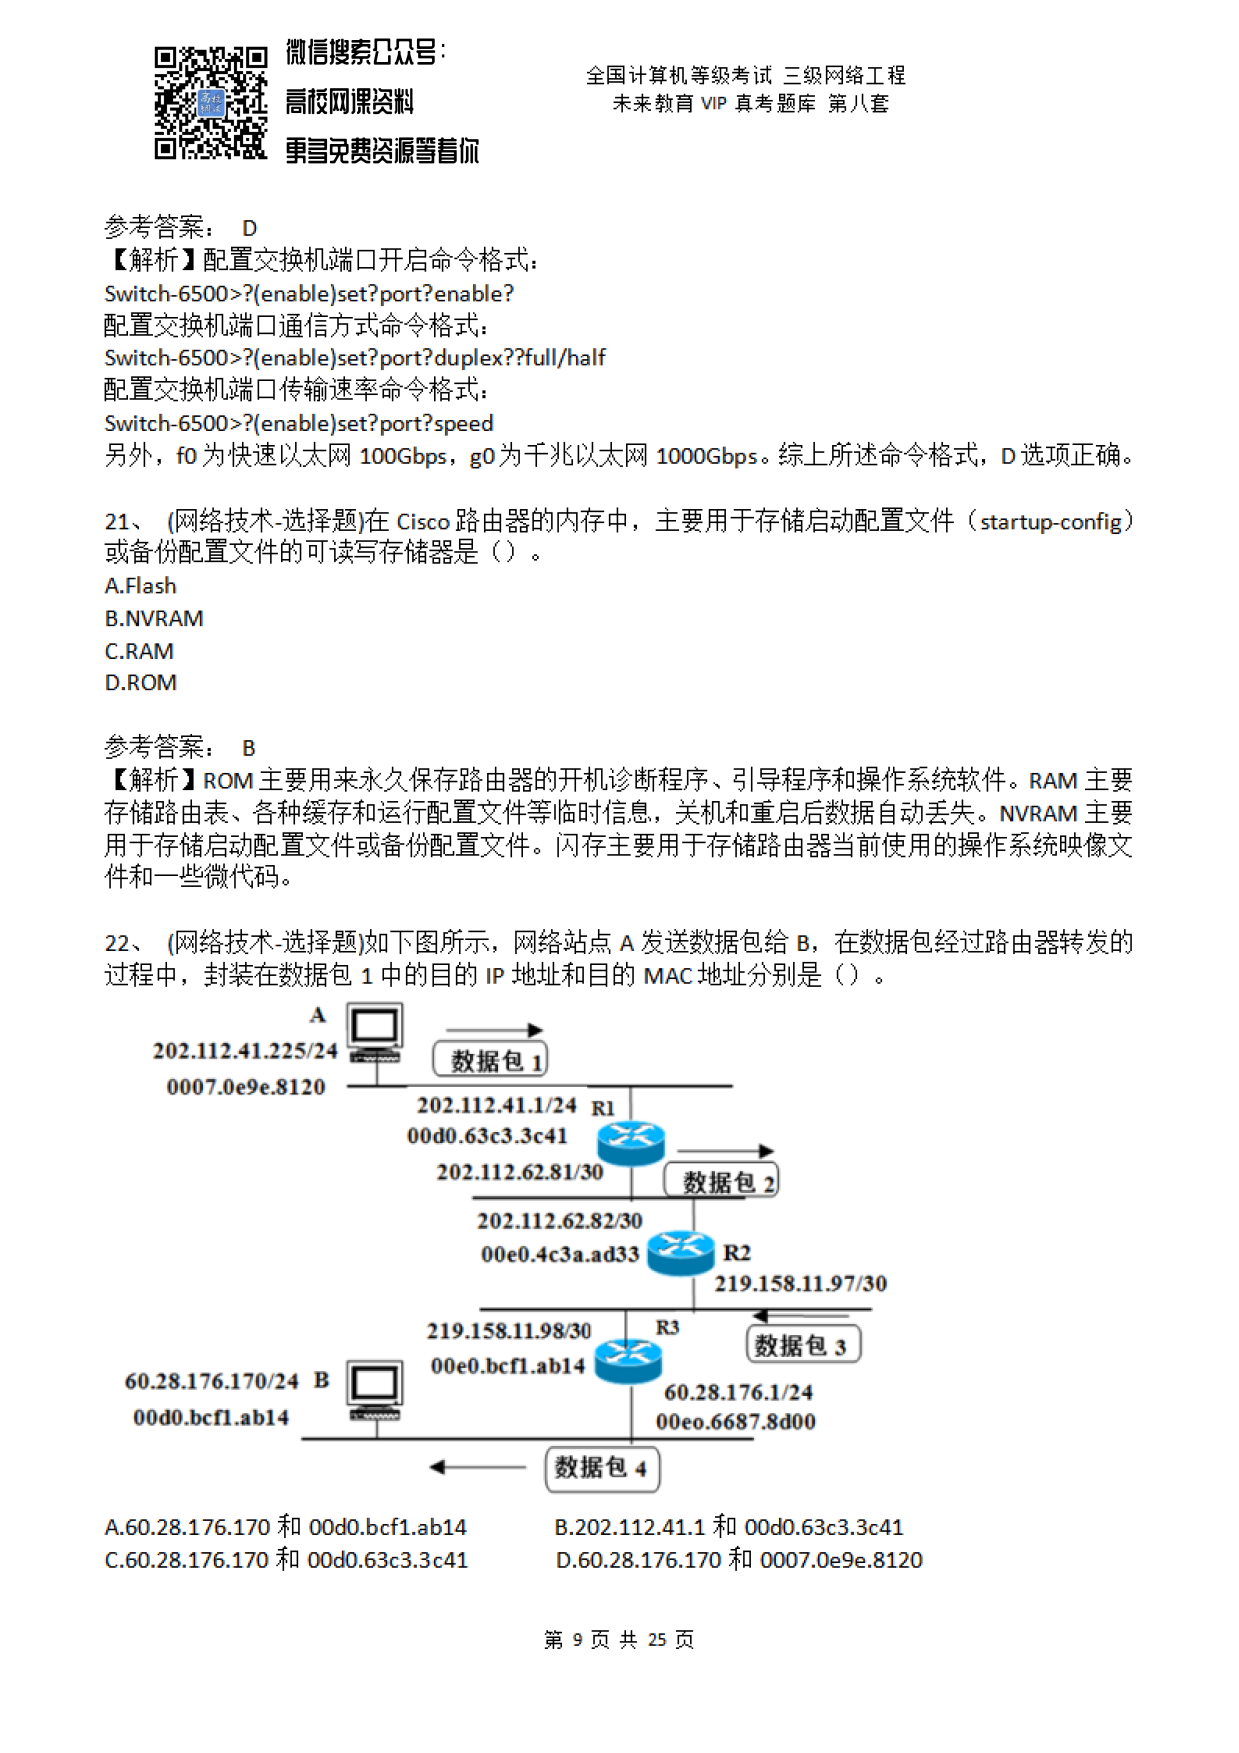 微信搜索公众号：
高校网课资料
更多免费资源等着你
全国计算机等级考试 三级网络工程
未来教育 VIP 真考题库 第八套
参考答案： D
【解析】配置交换机端口开启命令格式：
Switch-6500>?(enable)set?port?enable?
配置交换机端口通信方式命令格式：
Switch-6500>?(enable)set?port?duplex??full/half
配置交换机端口传输速率命令格式：
Switch-6500>?(enable)set?port?speed
另外，f0 为快速以太网 100Gbps，g0 为千兆以太网 1000Gbps。综上所述命令格式，D 选项正确。
21、 (网络技术-选择题)在 Cisco 路由器的内存中，主要用于存储启动配置文件（startup-config）
或备份配置文件的可读写存储器是（）。
A.Flash
B.NVRAM
C.RAM
D.ROM
参考答案： B
【解析】ROM 主要用来永久保存路由器的开机诊断程序、引导程序和操作系统软件。RAM 主要
存储路由表、各种缓存和运行配置文件等临时信息，关机和重启后数据自动丢失。NVRAM 主要
用于存储启动配置文件或备份配置文件。闪存主要用于存储路由器当前使用的操作系统映像文
件和一些微代码。
22、 (网络技术-选择题)如下图所示，网络站点 A 发送数据包给 B，在数据包经过路由器转发的
过程中，封装在数据包 1 中的目的 IP 地址和目的 MAC 地址分别是（）。
A
202.112.41.225/24
数据包 1
0007.0e9e.8120
202.112.41.1/24 R1
00d0.63c3.3c41
202.112.62.81/30
数据包 2
202.112.62.82/30
00e0.4c3a.ad33 R2
219.158.11.97/30
219.158.11.98/30 R3
数据包 3
00e0.bcf1.ab14
60.28.176.170/24 B
60.28.176.1/24
00d0.bcf1.ab14
00eo.6687.8d00
数据包 4
A.60.28.176.170 和 00d0.bcf1.ab14 B.202.112.41.1 和 00d0.63c3.3c41
C.60.28.176.170 和 00d0.63c3.3c41 D.60.28.176.170 和 0007.0e9e.8120
第 9 页 共 25 页